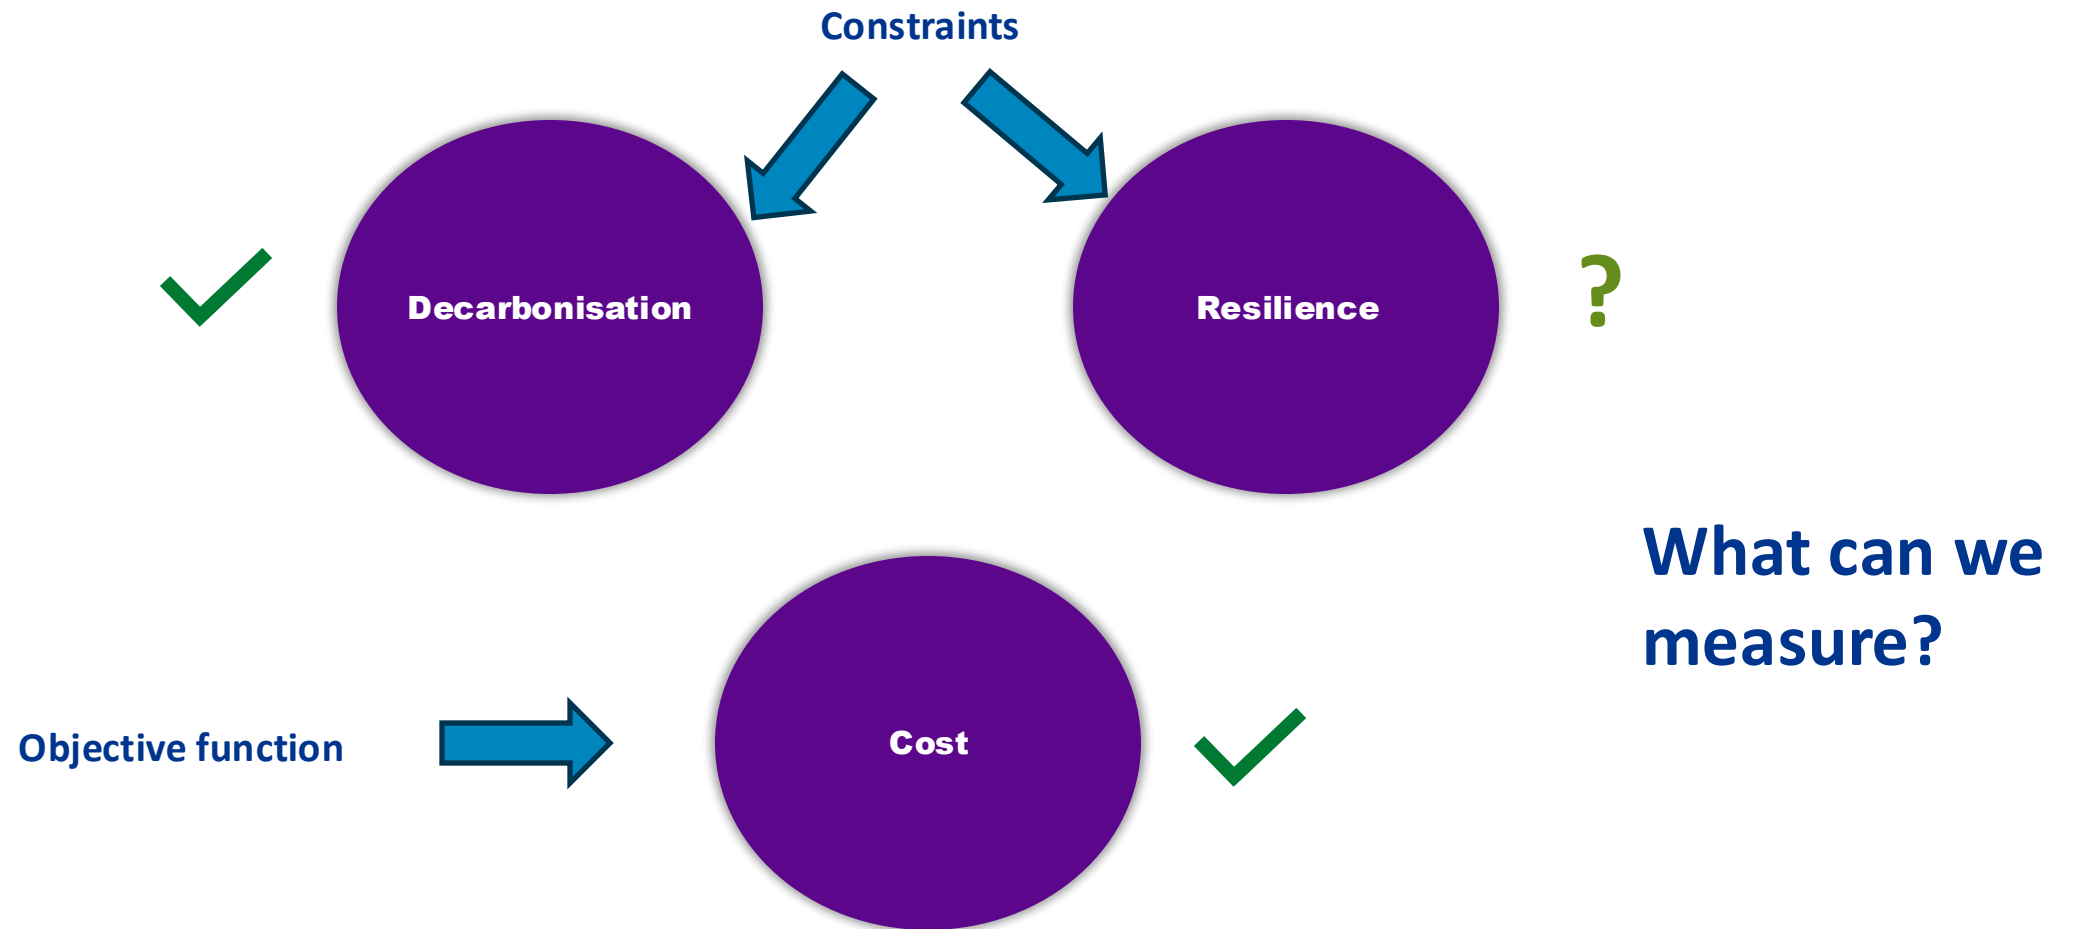 Constraints
Decarbonisation
Resilience
?
What can we
measure?
Objective function
Cost